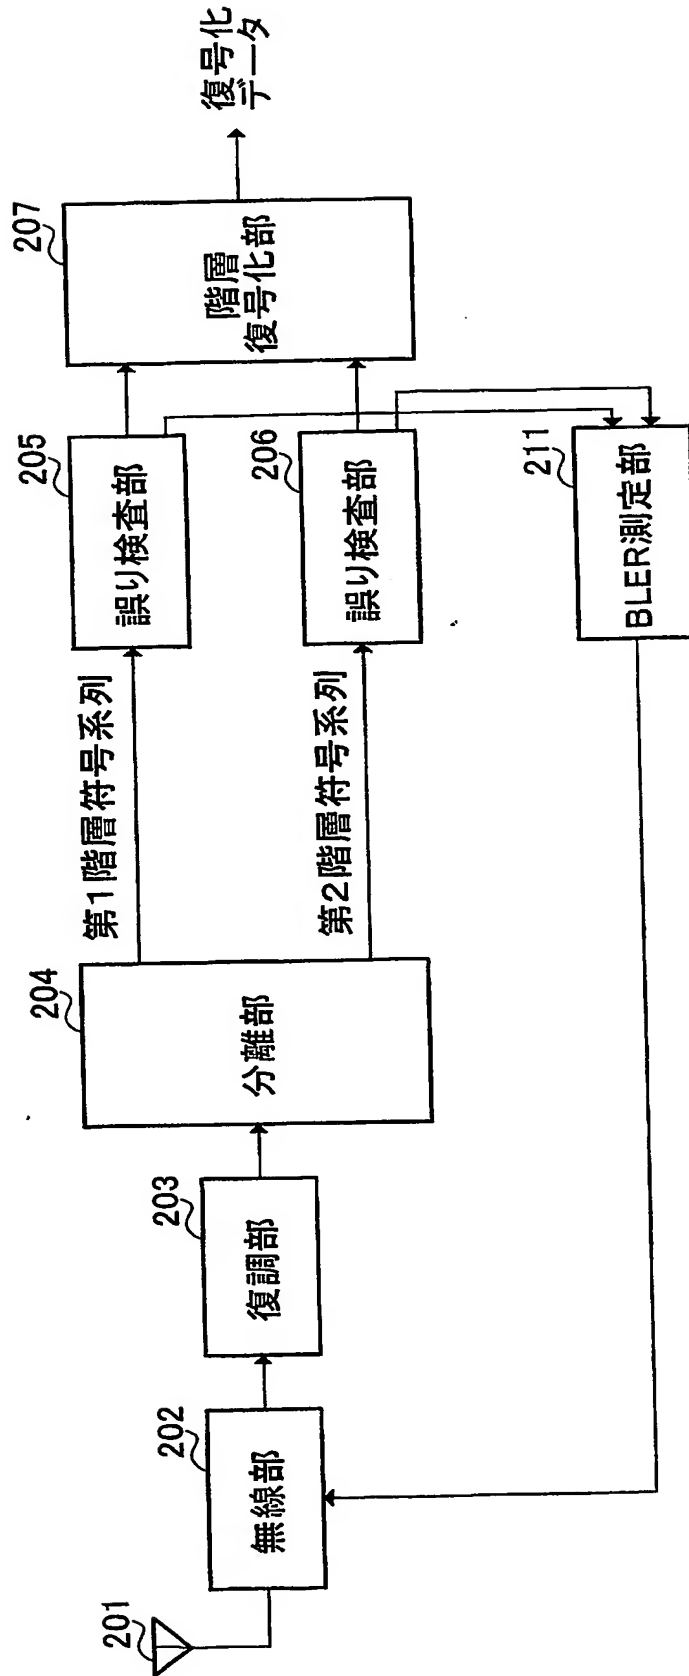 201
202
無線部
203
復調部
204
分離部
第1階層符号系列
第2階層符号系列
205
誤り検査部
206
誤り検査部
207
階層
復号化部
復号化
データ
211
BLER測定部